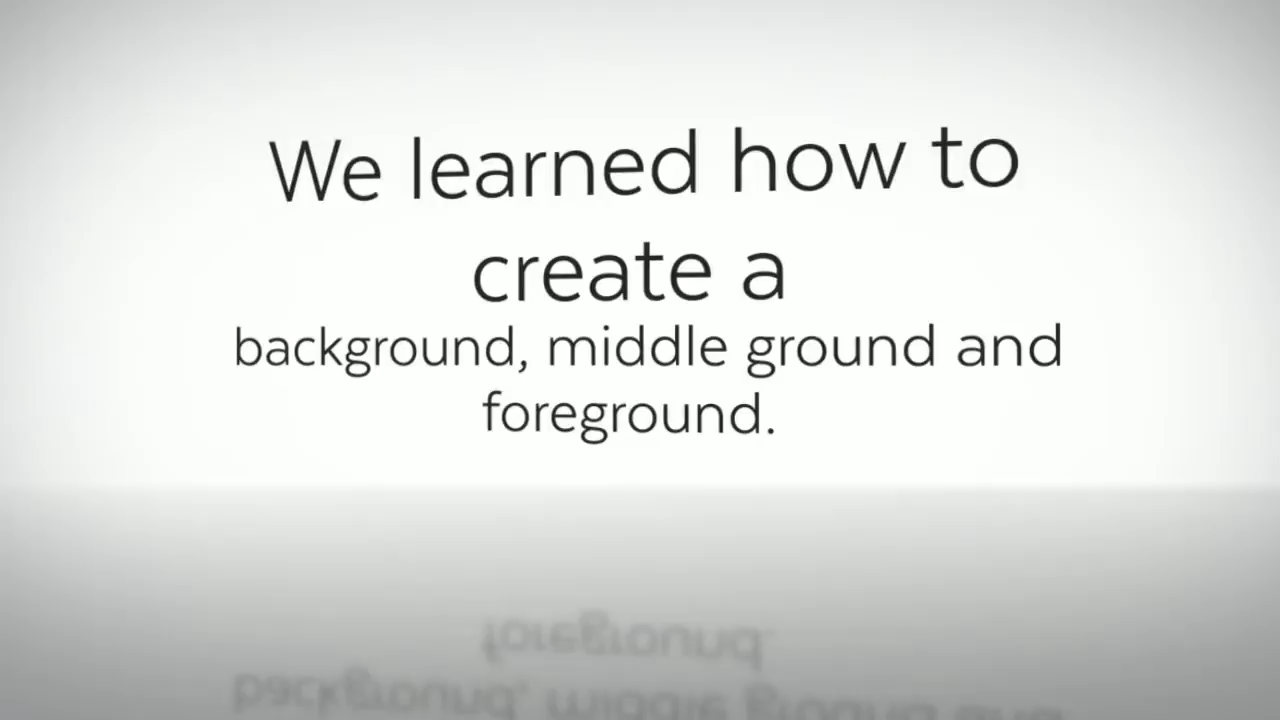 We learned how to
create a
background, middle ground and
foreground.